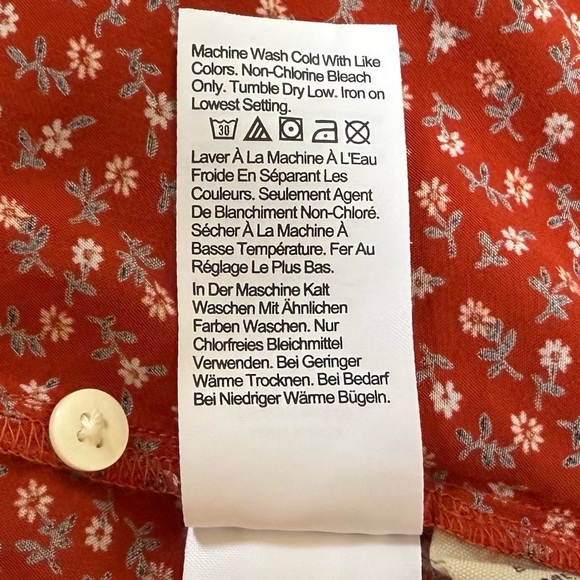 Machine Wash Cold With Like
Colors. Non-Chlorine Bleach
Only. Tumble Dry Low. Iron on
Lowest Setting.
30
Laver À La Machine À L'Eau
Froide En Séparant Les
Couleurs. Seulement Agent
De Blanchiment Non-Chloré.
Sécher À La Machine À
Basse Température. Fer Au
Réglage Le Plus Bas.
In Der Maschine Kalt
Waschen Mit Ähnlichen
Farben Waschen. Nur
Chlorfreies Bleichmittel
Verwenden. Bei Geringer
Wärme Trocknen. Bei Bedarf
Bei Niedriger Wärme Bügeln.